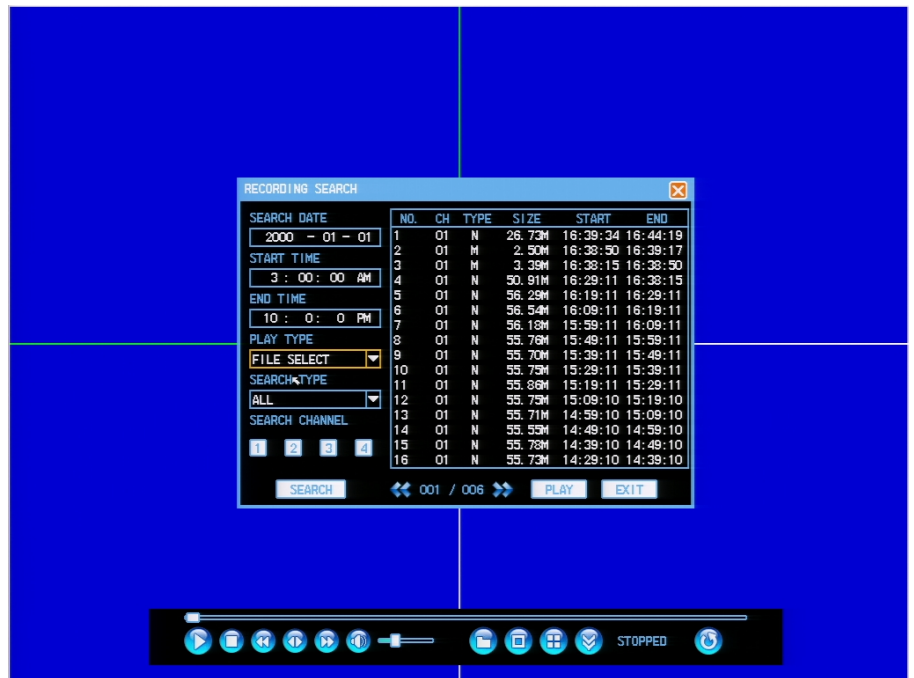 RECORDING SEARCH
SEARCH DATE
2000 - 01 - 01
START TIME
3 : 00: 00 AM
END TIME
10 : 0: 0 PM
PLAY TYPE
FILE SELECT
SEARCH TYPE
ALL
SEARCH CHANNEL
1 2 3 4
SEARCH
NO. CH TYPE SIZE START END
1 01 N 26.73M 16:39:34 16:44:19
2 01 M 2.50M 16:38:50 16:39:17
3 01 M 3.39M 16:38:15 16:38:50
4 01 N 50.91M 16:29:11 16:38:15
5 01 N 56.29M 16:19:11 16:29:11
6 01 N 56.54M 16:09:11 16:19:11
7 01 N 56.18M 15:59:11 16:09:11
8 01 N 55.76M 15:49:11 15:59:11
9 01 N 55.70M 15:39:11 15:49:11
10 01 N 55.75M 15:29:11 15:39:11
11 01 N 55.86M 15:19:11 15:29:11
12 01 N 55.75M 15:09:10 15:19:10
13 01 N 55.71M 14:59:10 15:09:10
14 01 N 55.55M 14:49:10 14:59:10
15 01 N 55.78M 14:39:10 14:49:10
16 01 N 55.73M 14:29:10 14:39:10
001 / 006 PLAY EXIT
STOPPED